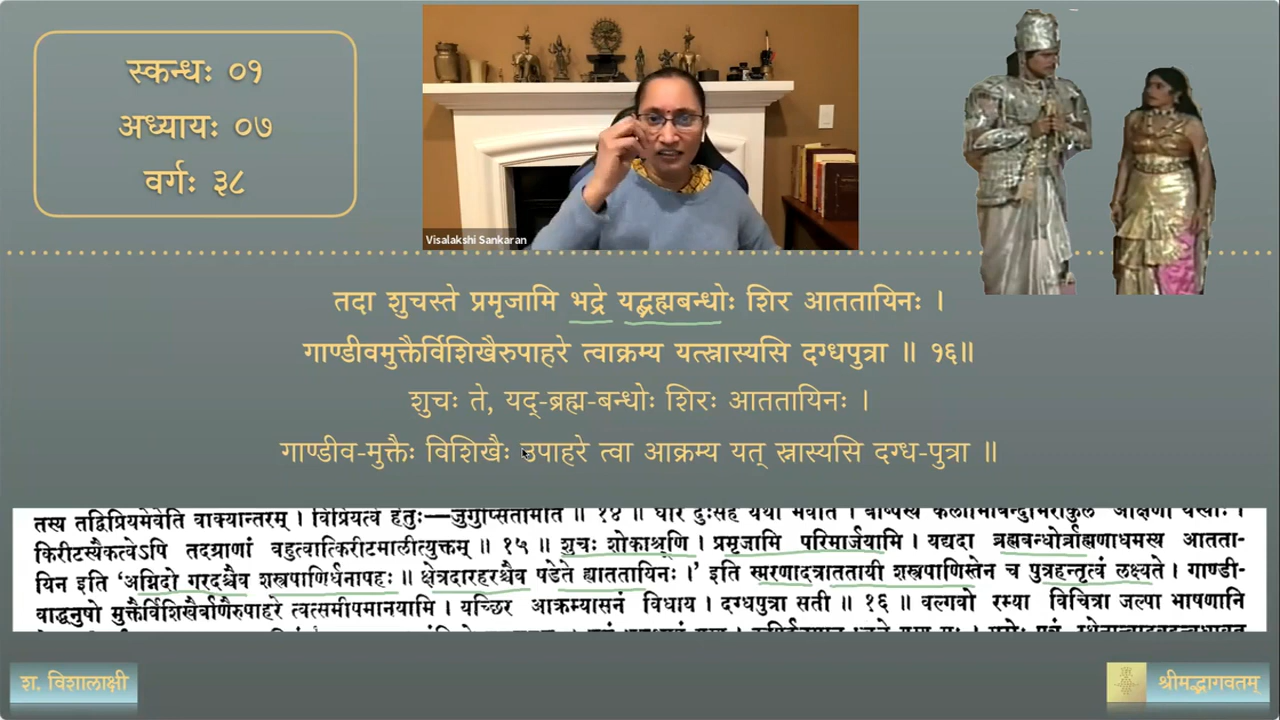 स्कन्धः ०१
अध्यायः ०७
वर्गः ३८
Visalakshi Sankaran
तदा शुचस्ते प्रमृजामि भद्रे यद्ब्रह्मबन्धोः शिर आततायिनः ।
गाण्डीवमुक्तैर्विशिखैरुपाहरे त्वाक्रम्य यत्स्नास्यसि दग्धपुत्रा ॥ १६॥
शुचः ते, यद्-ब्रह्म-बन्धोः शिरः आततायिनः ।
गाण्डीव-मुक्तैः विशिखैः उपाहरे त्वा आक्रम्य यत् स्नास्यसि दग्ध-पुत्रा ॥
तस्य तद्विप्रियमेवेति वाक्यान्तरम् । विप्रियत्वे हेतुः—जुगुप्सितामिति ॥ १४ ॥ घोरं दुःसहं यथा भवति ।
किरीटस्यैकत्वेऽपि तदग्राणां बहुत्वात्किरीटमालीत्युक्तम् ॥ १५ ॥ शुचः शोकाश्रूणि । प्रमृजामि परिमार्जयामि । यद्यदा ब्रह्मबन्धोर्ब्राह्मणाधमस्य आतता-
यिन इति ‘अग्निदो गरदश्चैव शस्त्रपाणिर्धनापहः ॥ क्षेत्रदारहरश्चैव षडेते ह्याततायिनः ।’ इति स्मरणादत्राततायी शस्त्रपाणिस्तेन च पुत्रहन्तृत्वं लक्ष्यते । गाण्डी-
वाद्धनुषो मुक्तैर्विशिखैर्बाणैरुपाहरे त्वत्समीपमानयामि । यच्छिर आक्रम्यासनं विधाय । दग्धपुत्रा सती ॥ १६ ॥ वल्गवो रम्या विचित्रा जल्पा भाषणानि
श. विशालाक्षी
श्रीमद्भागवतम्